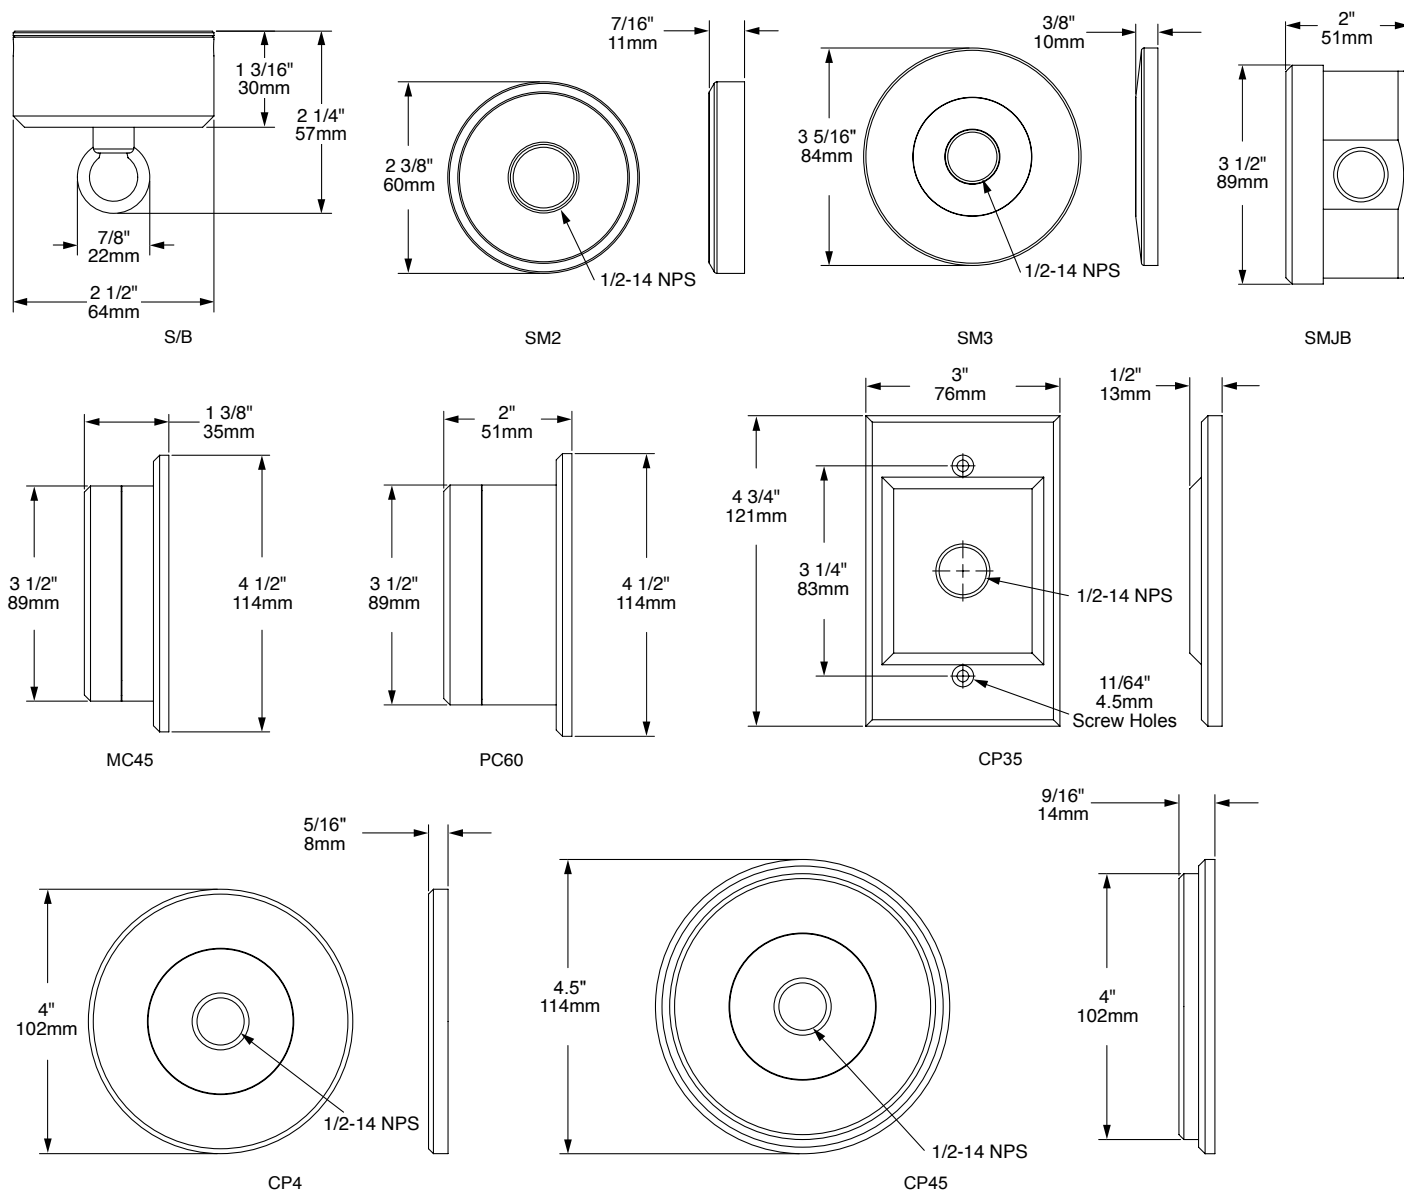 1 3/16"
30mm
2 1/4"
57mm
7/8"
22mm
2 1/2"
64mm
S/B
7/16"
11mm
2 3/8"
60mm
1/2-14 NPS
SM2
3/8"
10mm
3 5/16"
84mm
1/2-14 NPS
SM3
2"
51mm
3 1/2"
89mm
SMJB
1 3/8"
35mm
3 1/2"
89mm
4 1/2"
114mm
MC45
2"
51mm
3 1/2"
89mm
4 1/2"
114mm
PC60
3"
76mm
4 3/4"
121mm
3 1/4"
83mm
1/2-14 NPS
11/64"
4.5mm
Screw Holes
1/2"
13mm
CP35
5/16"
8mm
4"
102mm
1/2-14 NPS
CP4
4.5"
114mm
1/2-14 NPS
9/16"
14mm
4"
102mm
CP45